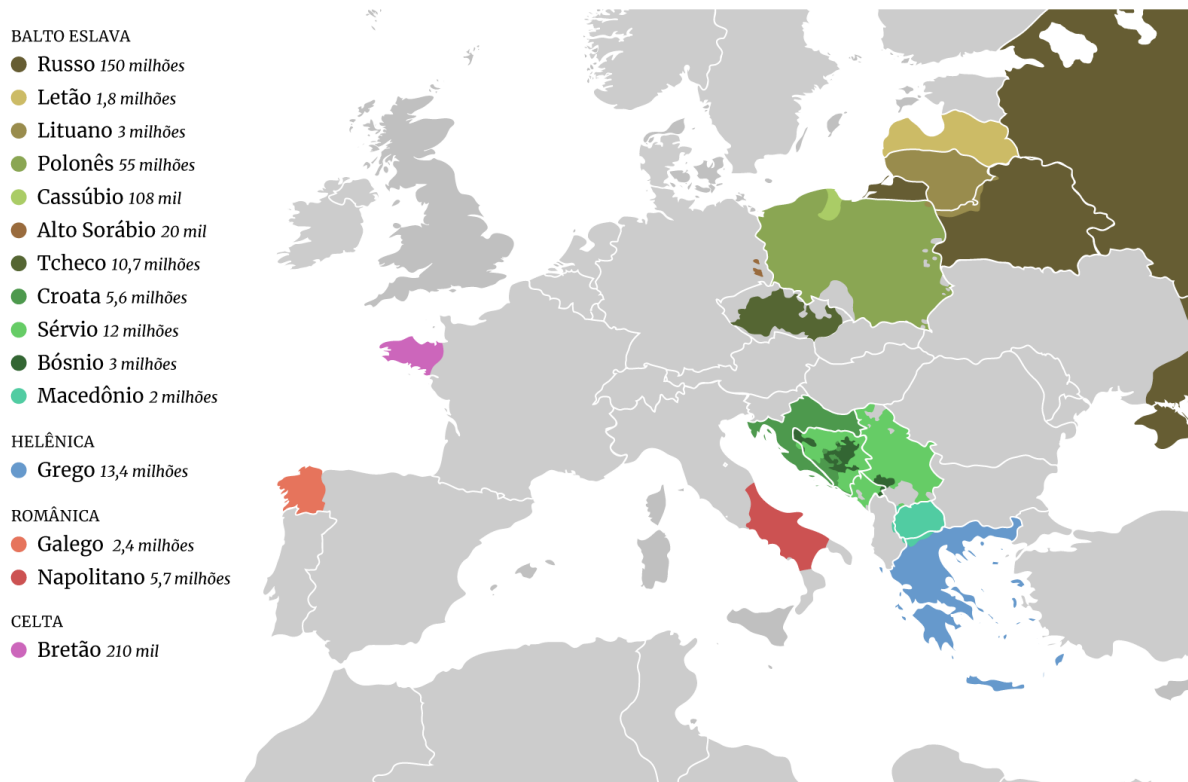 BALTO ESLAVA
Russo 150 milhões
Letão 1,8 milhões
Lituano 3 milhões
Polonês 55 milhões
Cassúbio 108 mil
Alto Sorábio 20 mil
Tcheco 10,7 milhões
Croata 5,6 milhões
Sérvio 12 milhões
Bósnio 3 milhões
Macedônio 2 milhões
HELÊNICA
Grego 13,4 milhões
ROMÂNICA
Galego 2,4 milhões
Napolitano 5,7 milhões
CELTA
Bretão 210 mil